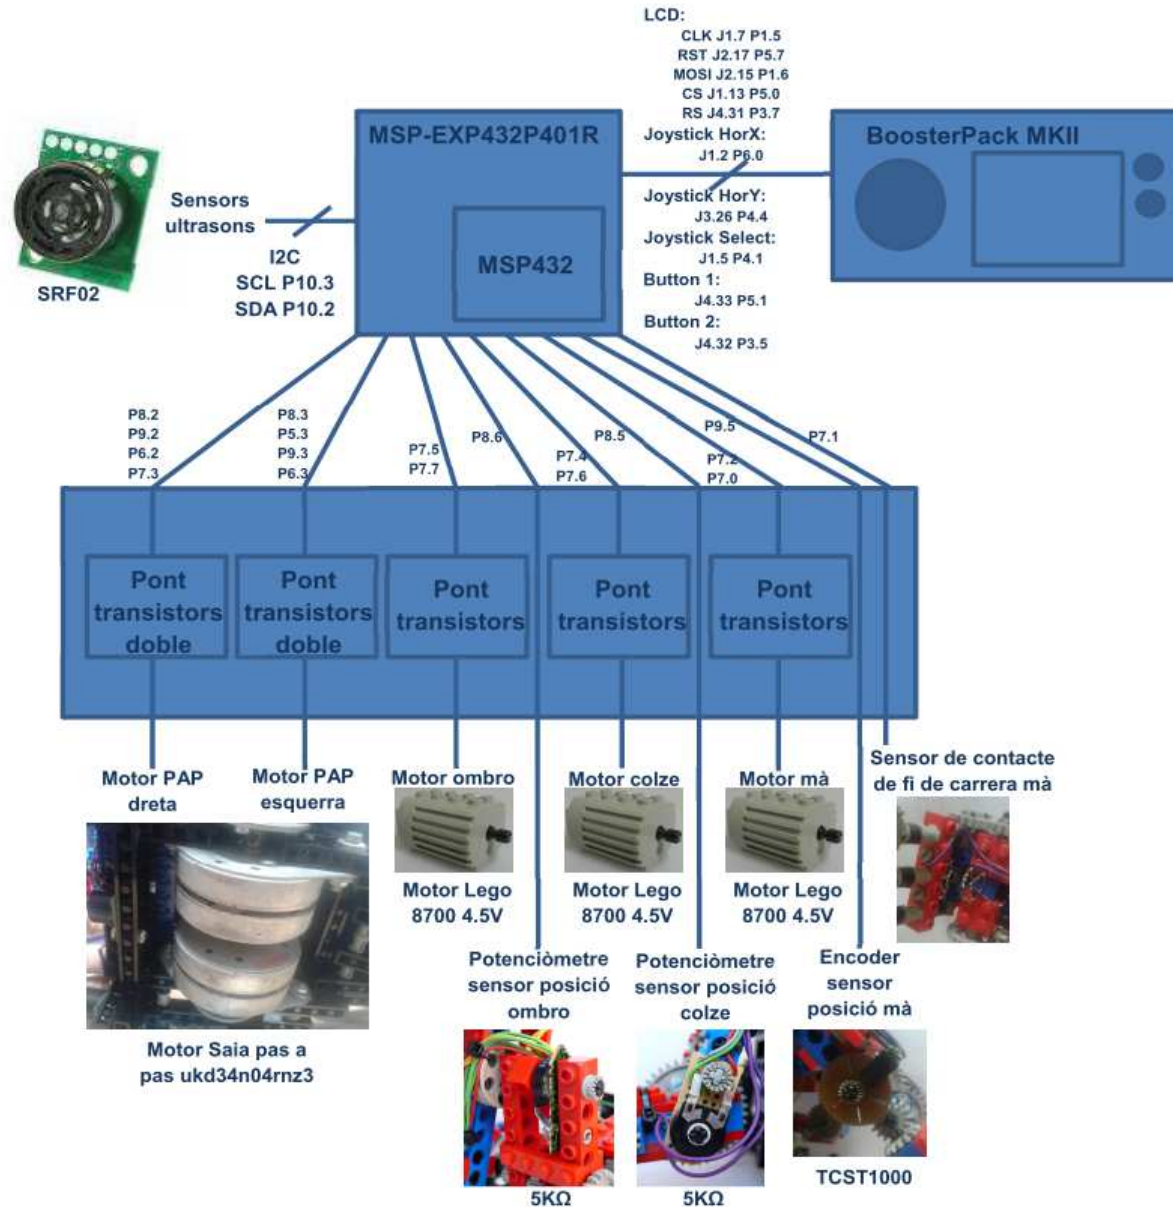 LCD:
CLK J1.7 P1.5
RST J2.17 P5.7
MOSI J2.15 P1.6
CS J1.13 P5.0
RS J4.31 P3.7
Joystick HorX:
J1.2 P6.0
Joystick HorY:
J3.26 P4.4
Joystick Select:
J1.5 P4.1
Button 1:
J4.33 P5.1
Button 2:
J4.32 P3.5
MSP-EXP432P401R
MSP432
BoosterPack MKII
Sensors
ultrasons
I2C
SCL P10.3
SDA P10.2
SRF02
P8.2
P9.2
P6.2
P7.3
P8.3
P5.3
P9.3
P6.3
P7.5
P7.7
P8.6
P7.4
P7.6
P8.5
P7.2
P7.0
P9.5
P7.1
Pont
transistors
doble
Pont
transistors
doble
Pont
transistors
Pont
transistors
Pont
transistors
Motor PAP
dreta
Motor PAP
esquerra
Motor ombro
Motor colze
Motor mà
Sensor de contacte
de fi de carrera mà
Motor Lego
8700 4.5V
Motor Lego
8700 4.5V
Motor Lego
8700 4.5V
Motor Saia pas a
pas ukd34n04rnz3
Potenciòmetre
sensor posició
ombro
Potenciòmetre
sensor posició
colze
Encoder
sensor
posició mà
5KΩ
5KΩ
TCST1000